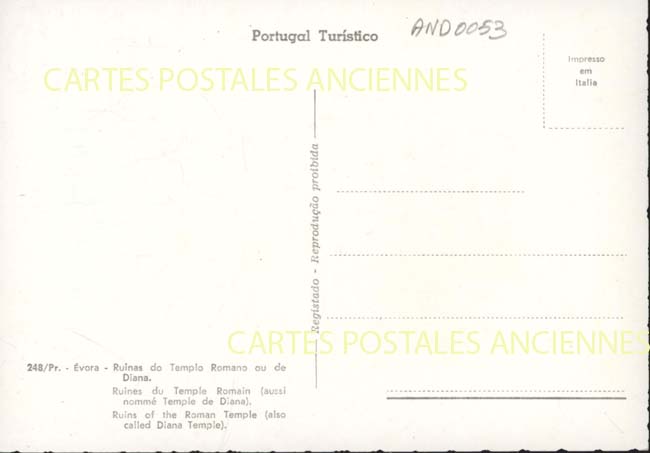 Portugal Turístico
AND0053
Impresso
em
Italia
CARTES POSTALES ANCIENNES
Registado - Reprodução proibida
CARTES POSTALES ANCIENNES
248/Pr. - Évora - Ruinas do Templo Romano ou de
Diana.
Ruines du Temple Romain (aussi
nommé Temple de Diana).
Ruins of the Roman Temple (also
called Diana Temple).